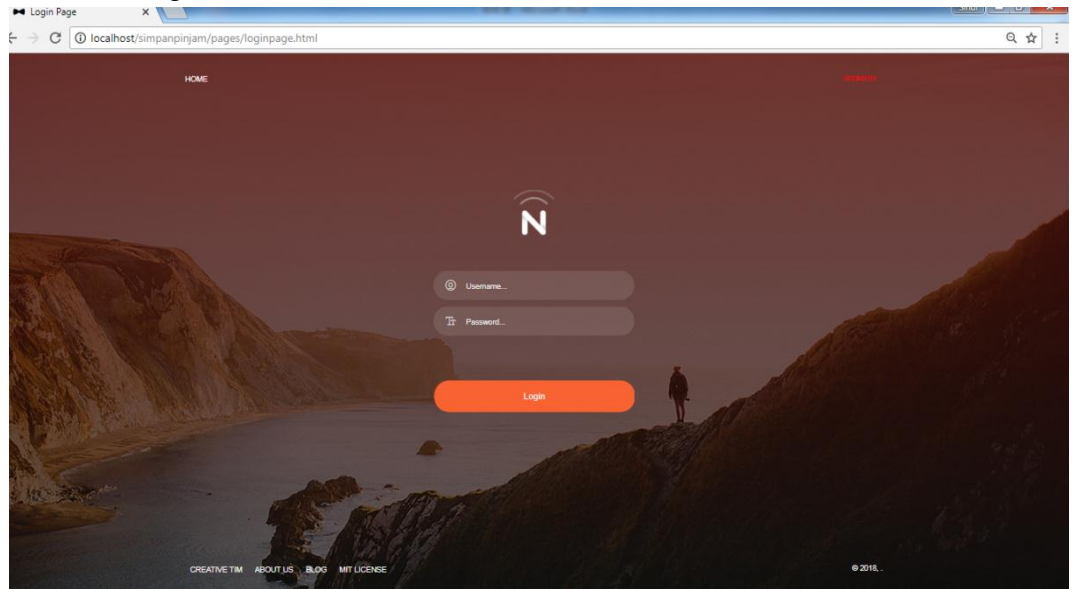 Login Page
localhost/simpanpinjam/pages/loginpage.html
HOME
N
Username...
Password...
Login
CREATIVE TIM ABOUT US BLOG MIT LICENSE
© 2018, .